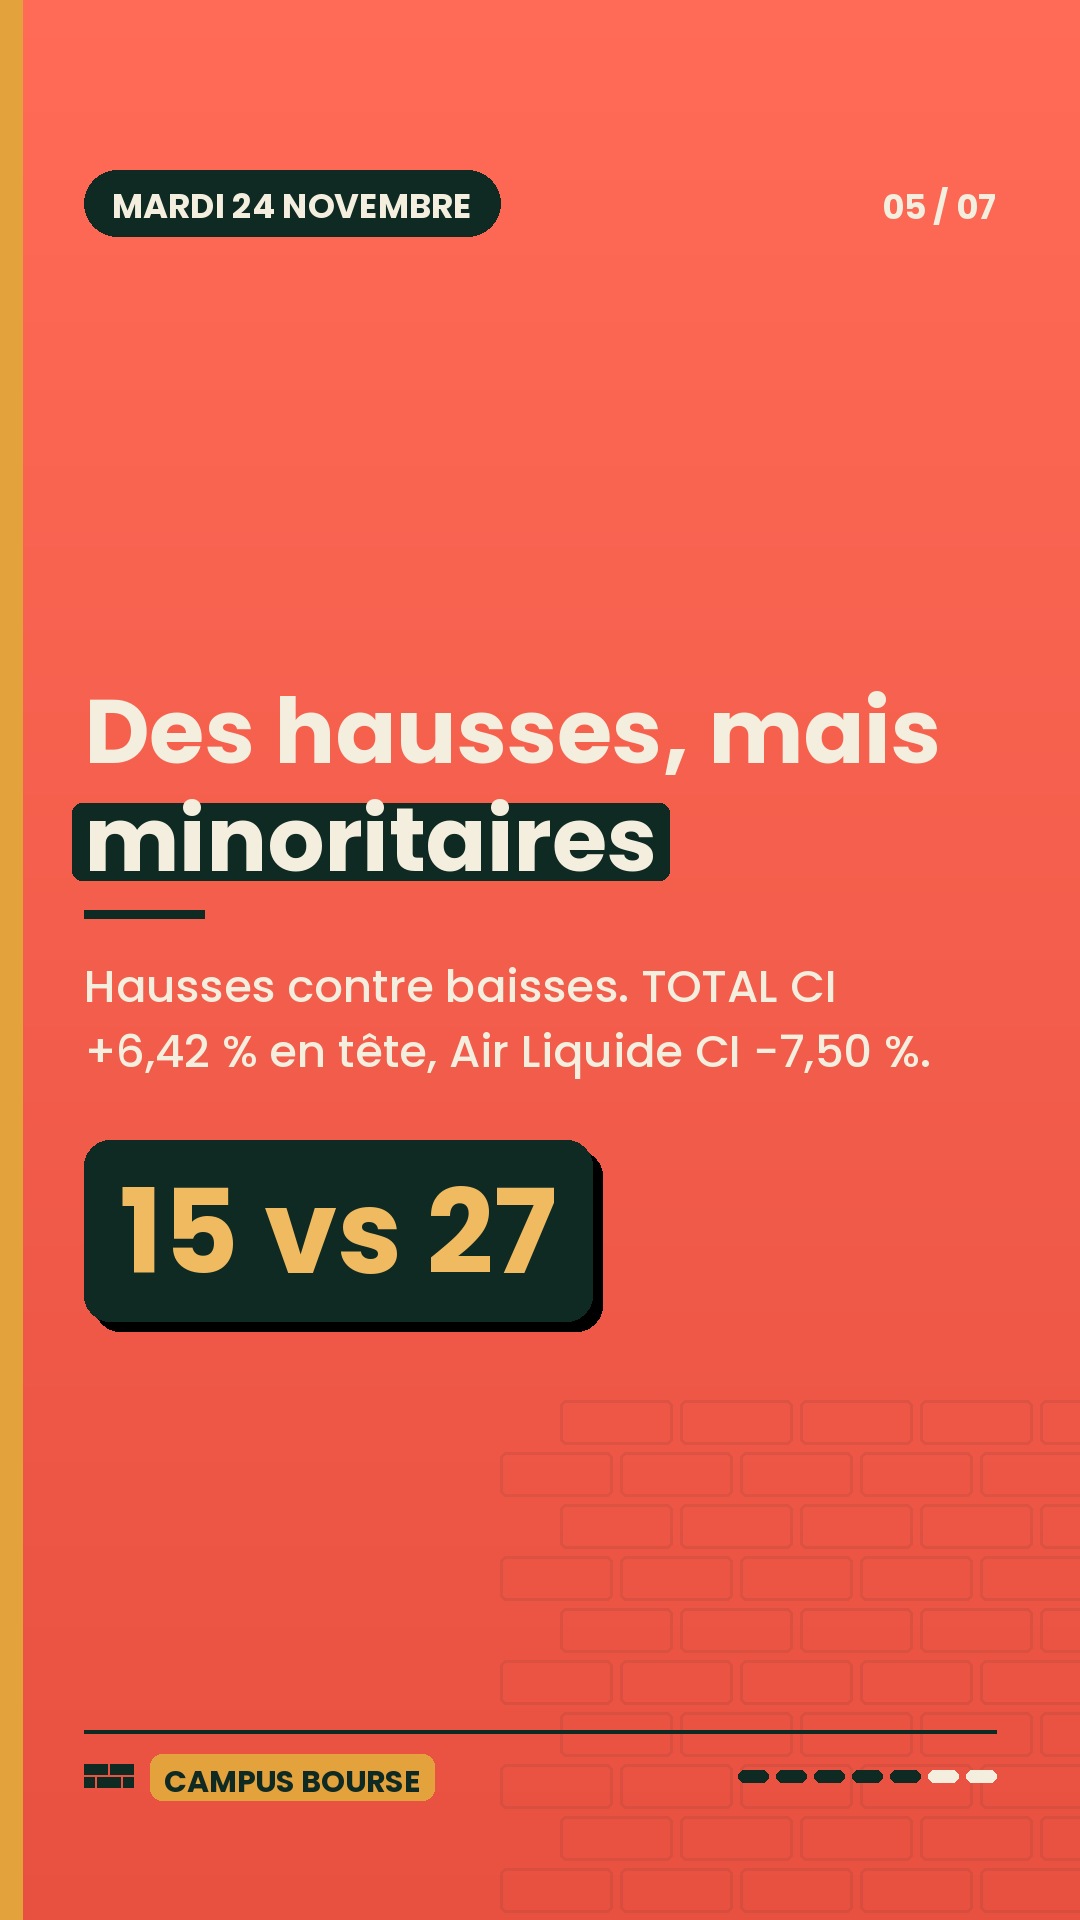 MARDI 24 NOVEMBRE
05 / 07
Des hausses, mais
minoritaires
Hausses contre baisses. TOTAL CI
+6,42 % en tête, Air Liquide CI −7,50 %.
15 vs 27
CAMPUS BOURSE